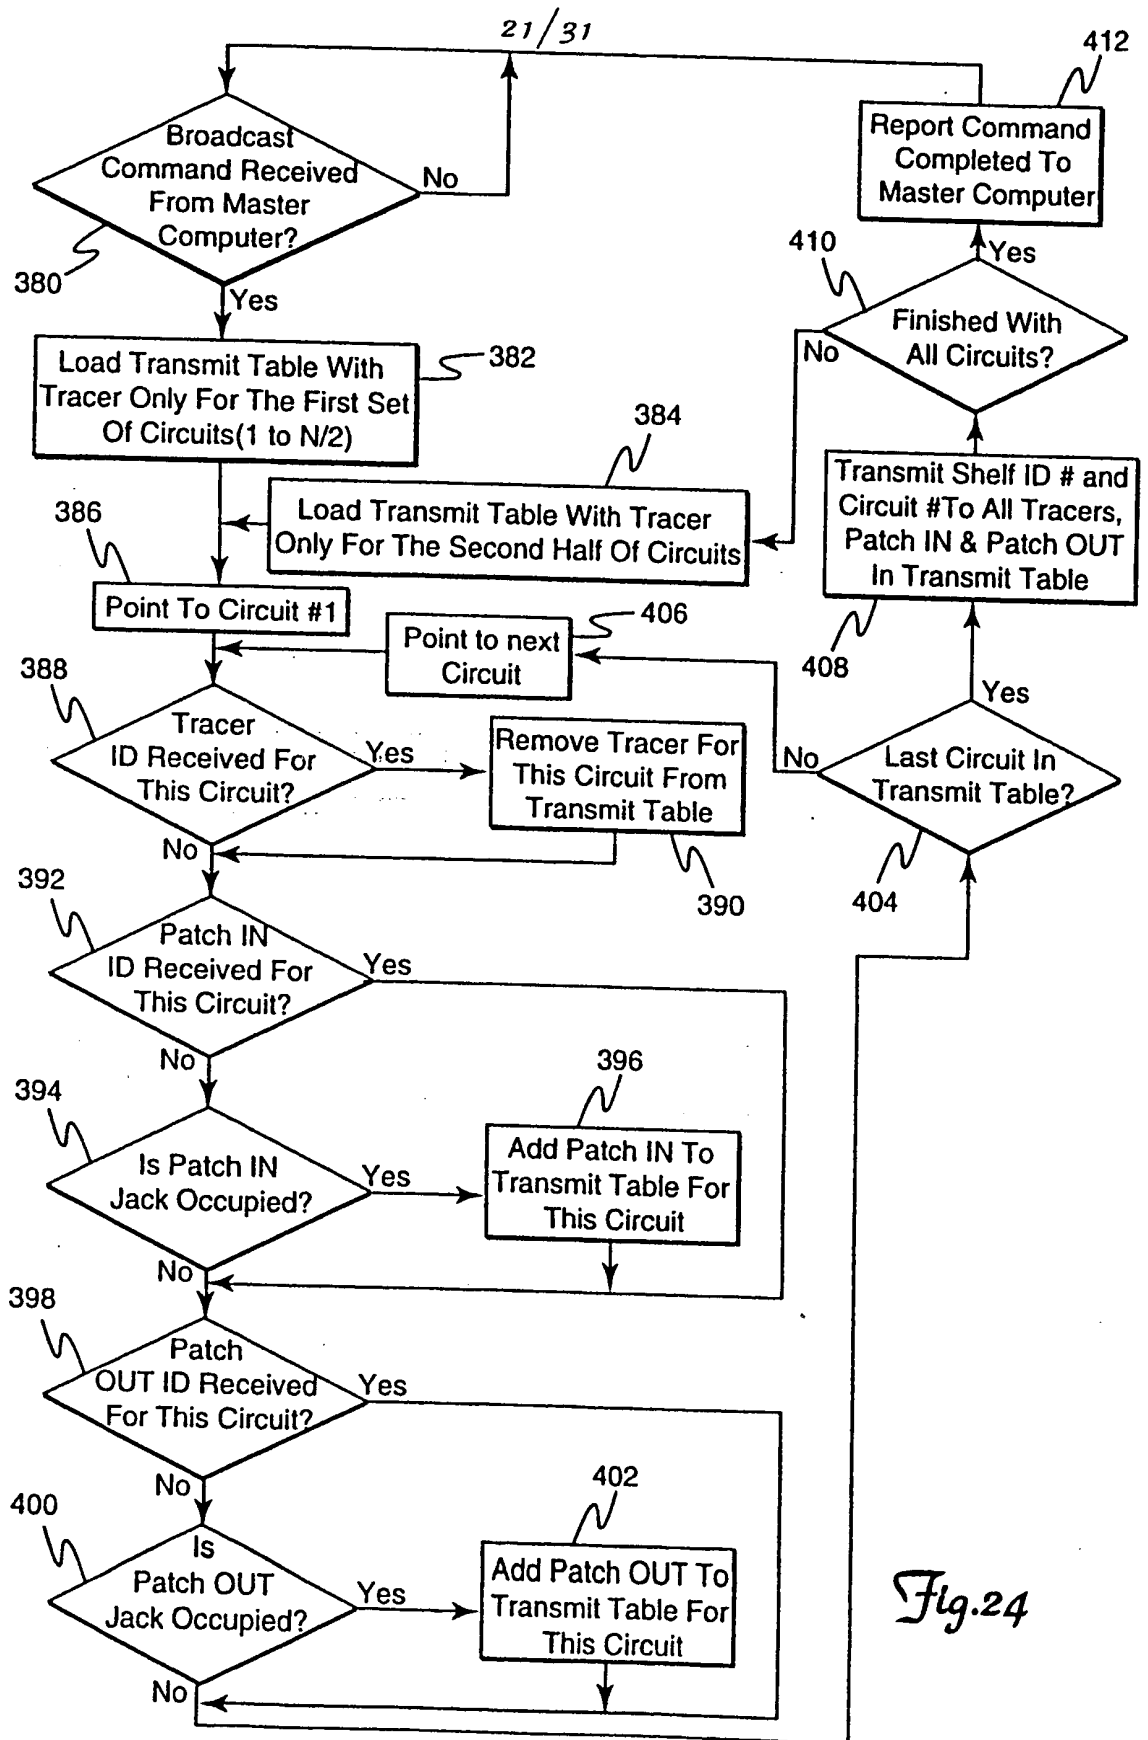 21/31
412
Broadcast
Command Received
From Master
Computer?
No
380
Yes
Report Command
Completed To
Master Computer
410
Yes
Finished With
All Circuits?
No
Load Transmit Table With
Tracer Only For The First Set
Of Circuits(1 to N/2)
382
384
Load Transmit Table With Tracer
Only For The Second Half Of Circuits
Transmit Shelf ID # and
Circuit #To All Tracers,
Patch IN & Patch OUT
In Transmit Table
408
386
Point To Circuit #1
Point to next
Circuit
406
388
Tracer
ID Received For
This Circuit?
Yes
No
Remove Tracer For
This Circuit From
Transmit Table
390
Yes
Last Circuit In
Transmit Table?
No
404
392
Patch IN
ID Received For
This Circuit?
Yes
No
394
Is Patch IN
Jack Occupied?
Yes
No
396
Add Patch IN To
Transmit Table For
This Circuit
398
Patch
OUT ID Received
For This Circuit?
Yes
No
400
Is
Patch OUT
Jack Occupied?
Yes
No
402
Add Patch OUT To
Transmit Table For
This Circuit
Fig.24